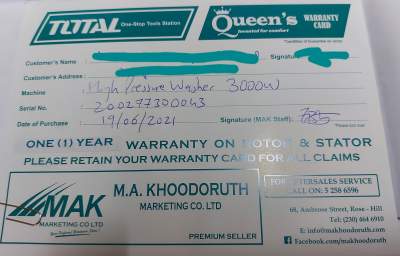 TOTAL One-Stop Tools Station
Queen's WARRANTY CARD
Invented for comfort
Customer's Name :
Signature
Customer's Address :
Machine : High Pressure Washer 3000W
Serial No. : 200277300043
Date of Purchase : 19/06/2021 Signature (MAK Staff):
ONE (1) YEAR WARRANTY ON ROTOR & STATOR
PLEASE RETAIN YOUR WARRANTY CARD FOR ALL CLAIMS
MAK
MARKETING CO LTD
M.A. KHOODORUTH
MARKETING CO. LTD
PREMIUM SELLER
FOR AFTERSALES SERVICE
CALL ON: 5 258 6596
68, Ambrose Street, Rose - Hill
Tel: (230) 464 6910
E: info@makhoodoruth.com
Facebook.com/makhoodoruth